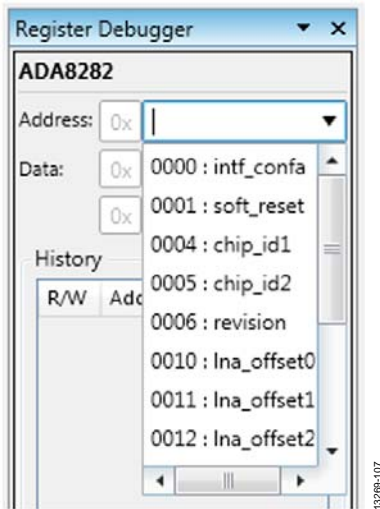 Register Debugger
ADA8282
Address: 0x
Data: 0x
0x
0000 : intf_confa
0001 : soft_reset
0004 : chip_id1
0005 : chip_id2
0006 : revision
0010 : lna_offset0
0011 : lna_offset1
0012 : lna_offset2
History
R/W Add
13269-107